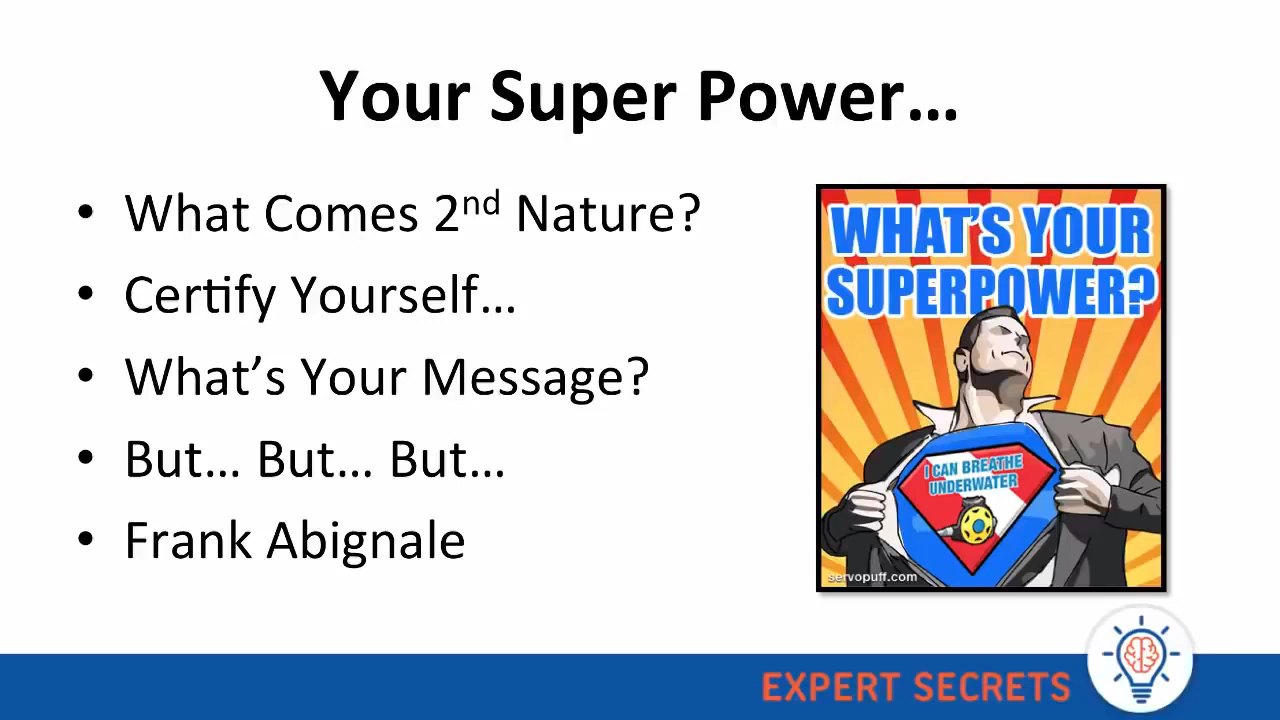 Your Super Power…
• What Comes 2nd Nature?
• Certify Yourself…
• What’s Your Message?
• But… But… But…
• Frank Abignale
WHAT'S YOUR
SUPERPOWER?
I CAN BREATHE
UNDERWATER
servopuff.com
EXPERT SECRETS